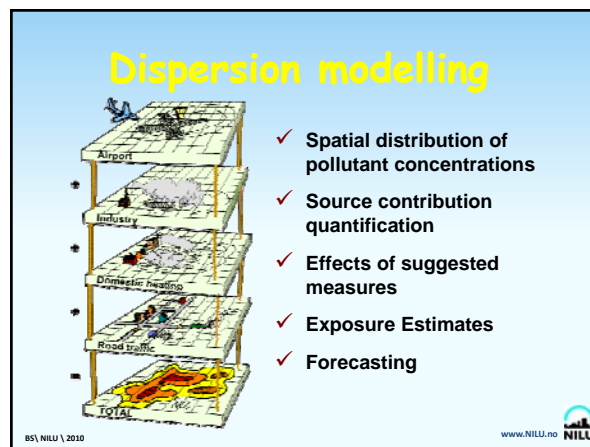 Dispersion modelling
Airport
Industry
Domestic heating
Road traffic
TOTAL
✓ Spatial distribution of
pollutant concentrations
✓ Source contribution
quantification
✓ Effects of suggested
measures
✓ Exposure Estimates
✓ Forecasting
BS\ NILU \ 2010
www.NILU.no
NILU